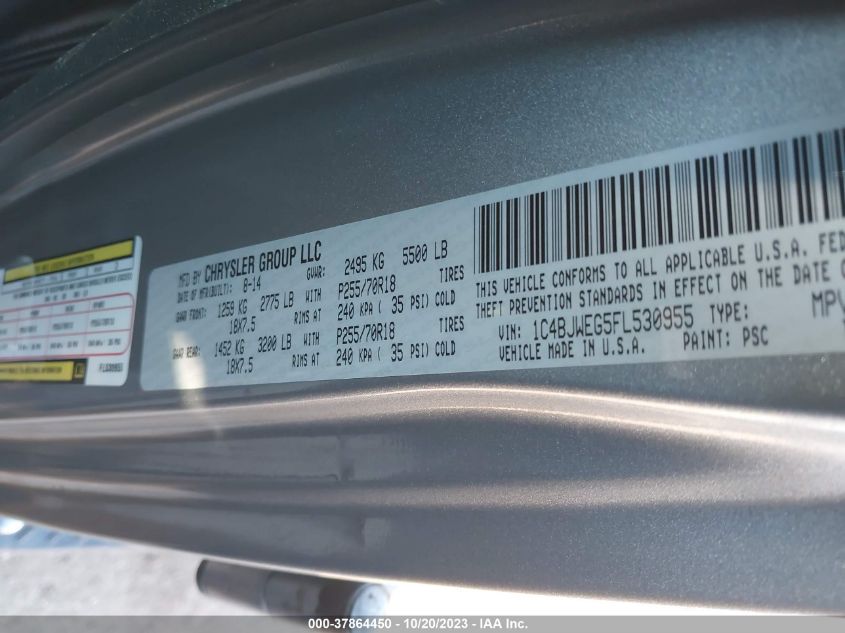 MFD BY CHRYSLER GROUP LLC
DATE OF MFR(BUILT): 8-14 GVWR: 2495 KG 5500 LB
GAWR FRONT: 1259 KG 2775 LB WITH P255/70R18 TIRES
18X7.5 RIMS AT 240 KPA ( 35 PSI) COLD
GAWR REAR: 1452 KG 3200 LB WITH P255/70R18 TIRES
18X7.5 RIMS AT 240 KPA ( 35 PSI) COLD
THIS VEHICLE CONFORMS TO ALL APPLICABLE U.S.A. FED
THEFT PREVENTION STANDARDS IN EFFECT ON THE DATE O
VIN: 1C4BJWEG5FL530955 TYPE: MPV
VEHICLE MADE IN U.S.A. PAINT: PSC
FL530955
000-37864450 - 10/20/2023 - IAA Inc.